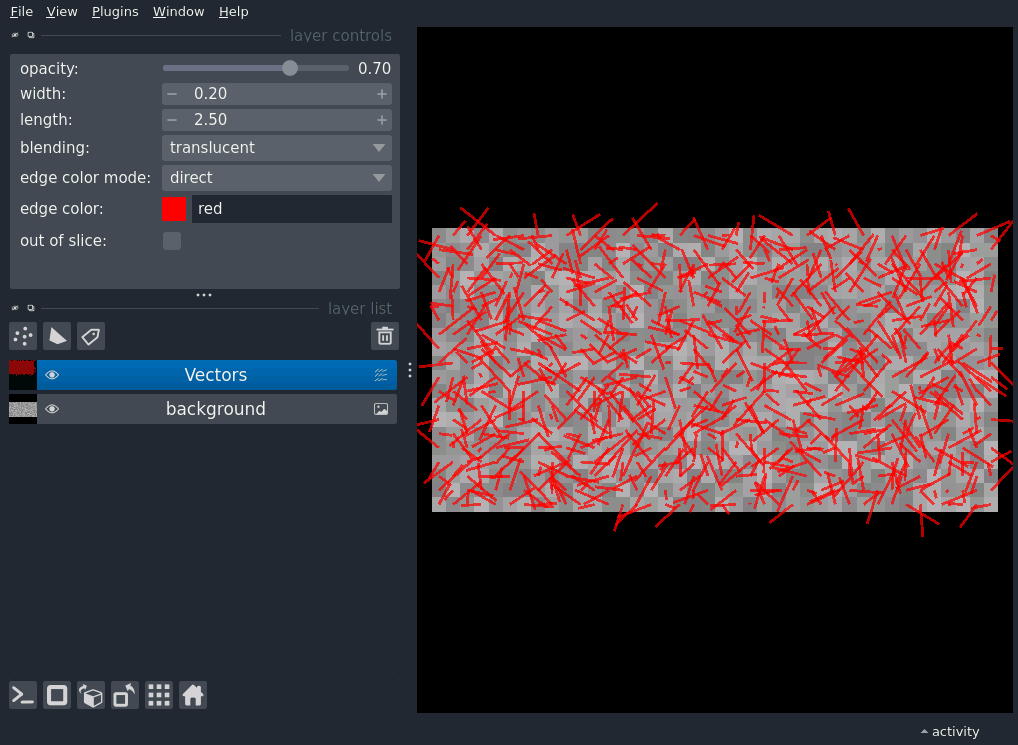 File View Plugins Window Help
layer controls
opacity: 0.70
width: 0.20
length: 2.50
blending: translucent
edge color mode: direct
edge color: red
out of slice:
layer list
Vectors
background
activity